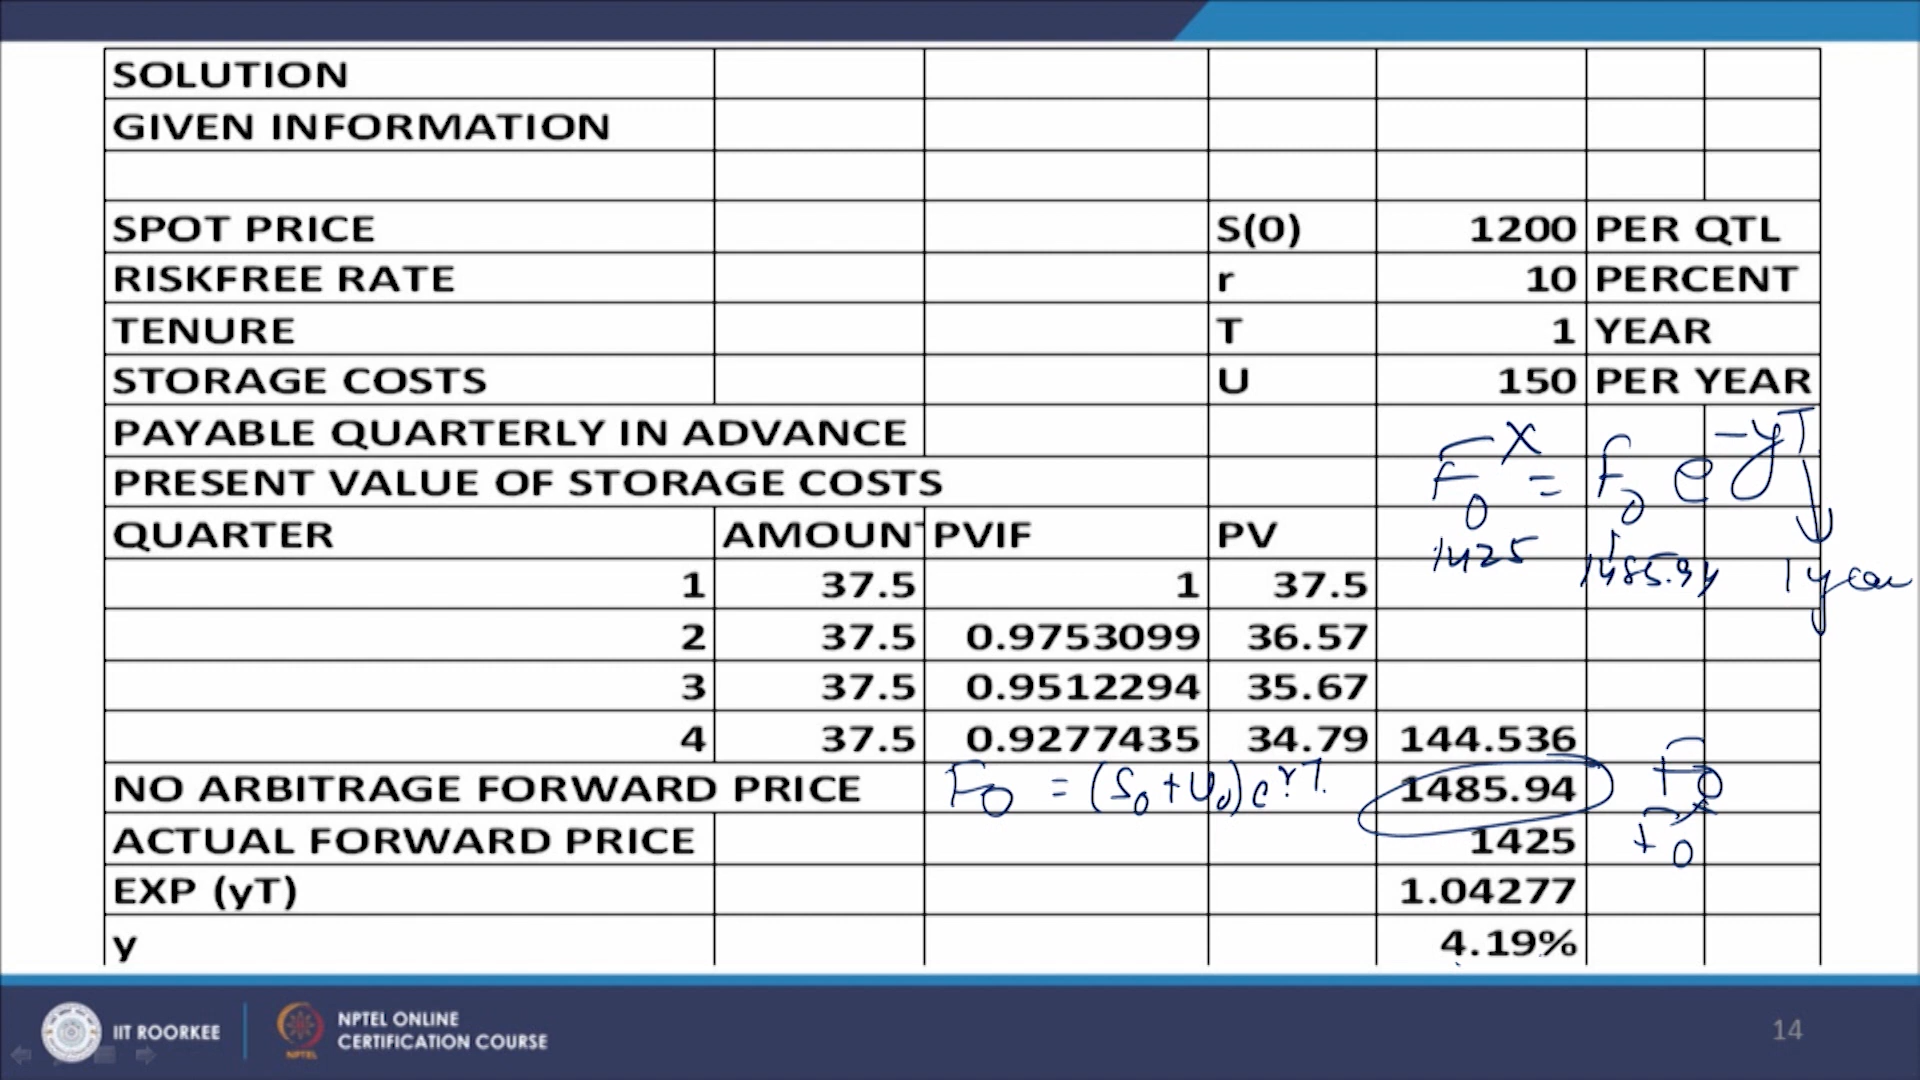 SOLUTION
GIVEN INFORMATION
SPOT PRICE S(0) 1200 PER QTL
RISKFREE RATE r 10 PERCENT
TENURE T 1 YEAR
STORAGE COSTS U 150 PER YEAR
PAYABLE QUARTERLY IN ADVANCE
PRESENT VALUE OF STORAGE COSTS
F₀ˣ = F₀ e^-yT
1425 1485.94 1 year
QUARTER AMOUN PVIF PV
1 37.5 1 37.5
2 37.5 0.9753099 36.57
3 37.5 0.9512294 35.67
4 37.5 0.9277435 34.79 144.536
NO ARBITRAGE FORWARD PRICE F₀ = (S₀+U₀)e^rT. 1485.94 F₀
ACTUAL FORWARD PRICE 1425 F₀ˣ
EXP (yT) 1.04277
y 4.19%
IIT ROORKEE
NPTEL
NPTEL ONLINE
CERTIFICATION COURSE
14